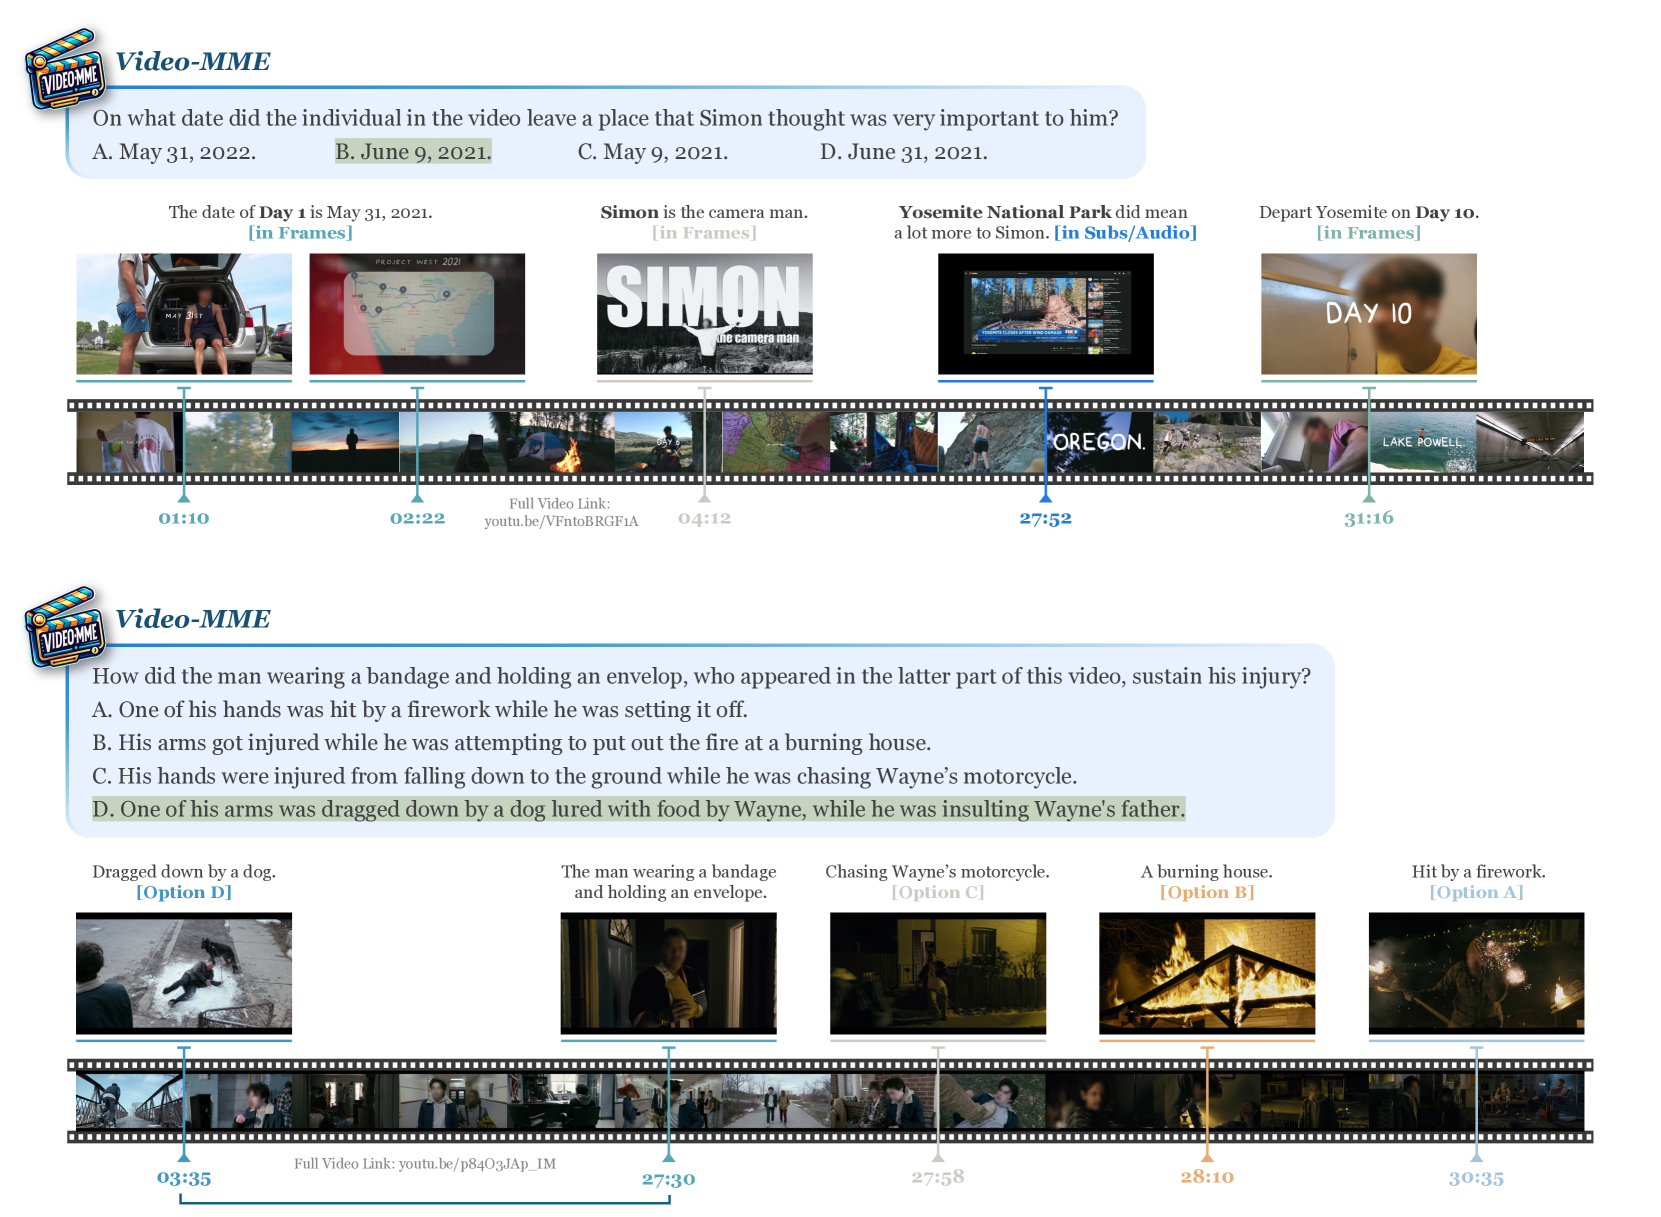 VIDEO-MME
Video-MME
On what date did the individual in the video leave a place that Simon thought was very important to him?
A. May 31, 2022. B. June 9, 2021. C. May 9, 2021. D. June 31, 2021.
The date of Day 1 is May 31, 2021.
[in Frames]
Simon is the camera man.
[in Frames]
Yosemite National Park did mean
a lot more to Simon. [in Subs/Audio]
Depart Yosemite on Day 10.
[in Frames]
MAY 31ST
PROJECT WEST 2021
SIMON
the camera man
YOSEMITE CLOSES AFTER WIND DAMAGE
DAY 10
DAY 6
OREGON.
LAKE POWELL.
01:10
02:22
Full Video Link:
youtu.be/VFntoBRGF1A
04:12
27:52
31:16
VIDEO-MME
Video-MME
How did the man wearing a bandage and holding an envelop, who appeared in the latter part of this video, sustain his injury?
A. One of his hands was hit by a firework while he was setting it off.
B. His arms got injured while he was attempting to put out the fire at a burning house.
C. His hands were injured from falling down to the ground while he was chasing Wayne’s motorcycle.
D. One of his arms was dragged down by a dog lured with food by Wayne, while he was insulting Wayne's father.
Dragged down by a dog.
[Option D]
The man wearing a bandage
and holding an envelope.
Chasing Wayne’s motorcycle.
[Option C]
A burning house.
[Option B]
Hit by a firework.
[Option A]
03:35
Full Video Link: youtu.be/p84O3JAp_IM
27:30
27:58
28:10
30:35